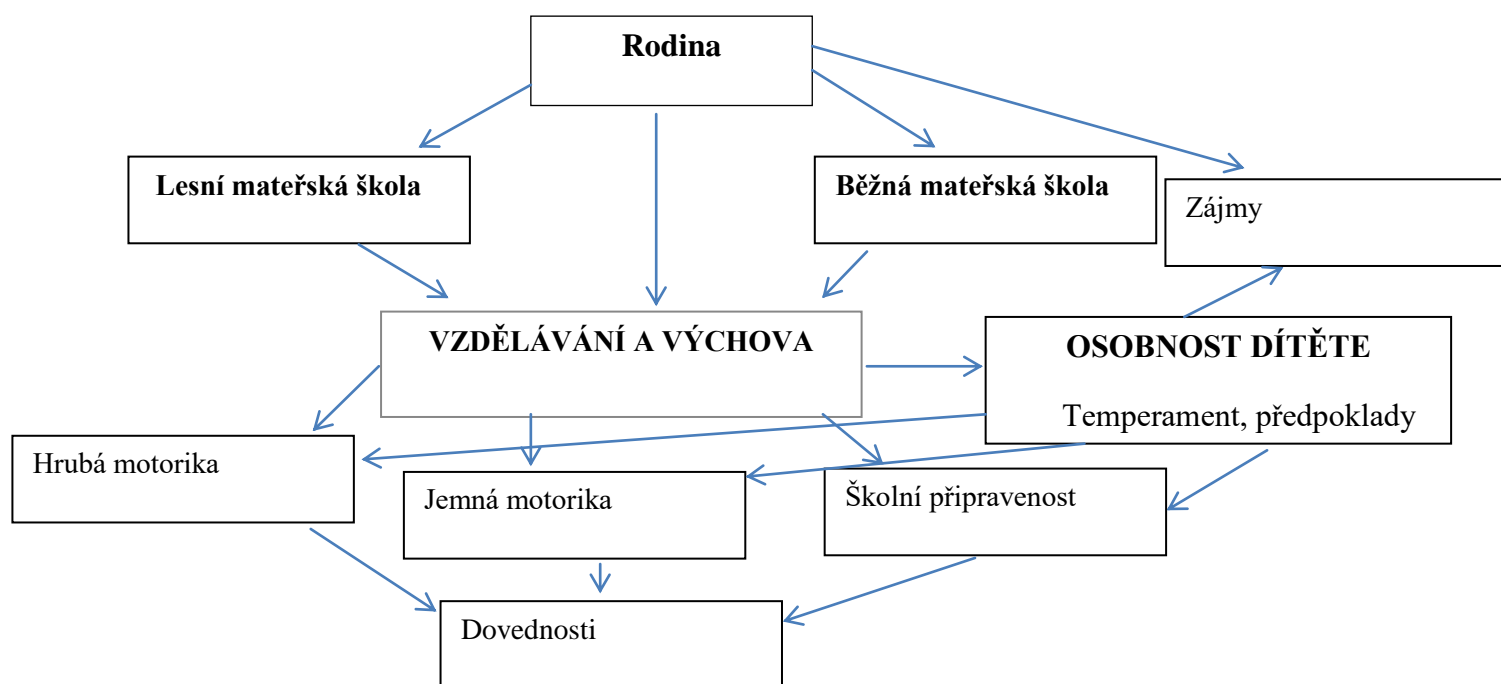 Rodina
Lesní mateřská škola
Běžná mateřská škola
Zájmy
VZDĚLÁVÁNÍ A VÝCHOVA
OSOBNOST DÍTĚTE
Temperament, předpoklady
Hrubá motorika
Jemná motorika
Školní připravenost
Dovednosti